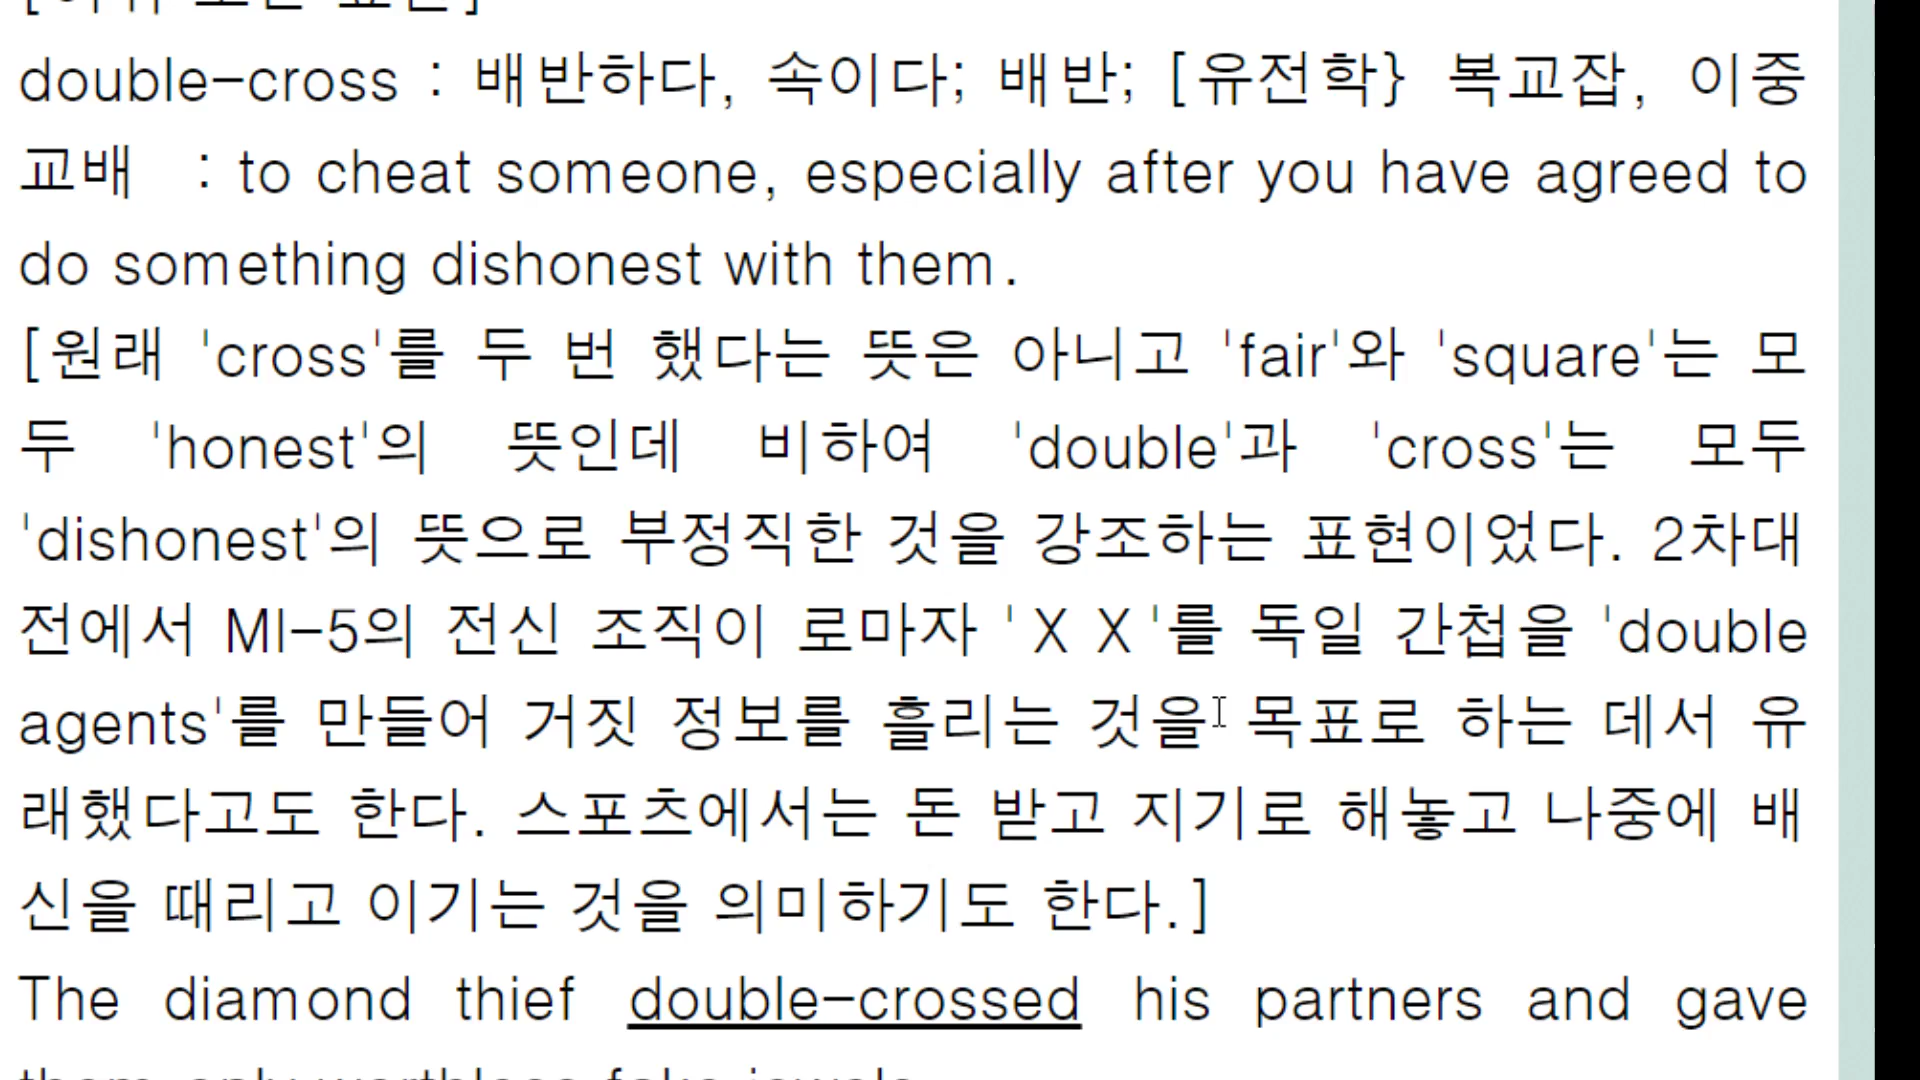 double-cross : 배반하다, 속이다; 배반; [유전학} 복교잡, 이중
교배 : to cheat someone, especially after you have agreed to
do something dishonest with them.
[원래 'cross'를 두 번 했다는 뜻은 아니고 'fair'와 'square'는 모
두 'honest'의 뜻인데 비하여 'double'과 'cross'는 모두
'dishonest'의 뜻으로 부정직한 것을 강조하는 표현이었다. 2차대
전에서 MI-5의 전신 조직이 로마자 'X X'를 독일 간첩을 'double
agents'를 만들어 거짓 정보를 흘리는 것을 목표로 하는 데서 유
래했다고도 한다. 스포츠에서는 돈 받고 지기로 해놓고 나중에 배
신을 때리고 이기는 것을 의미하기도 한다.]
The diamond thief double-crossed his partners and gave
them only worthless fake jewels